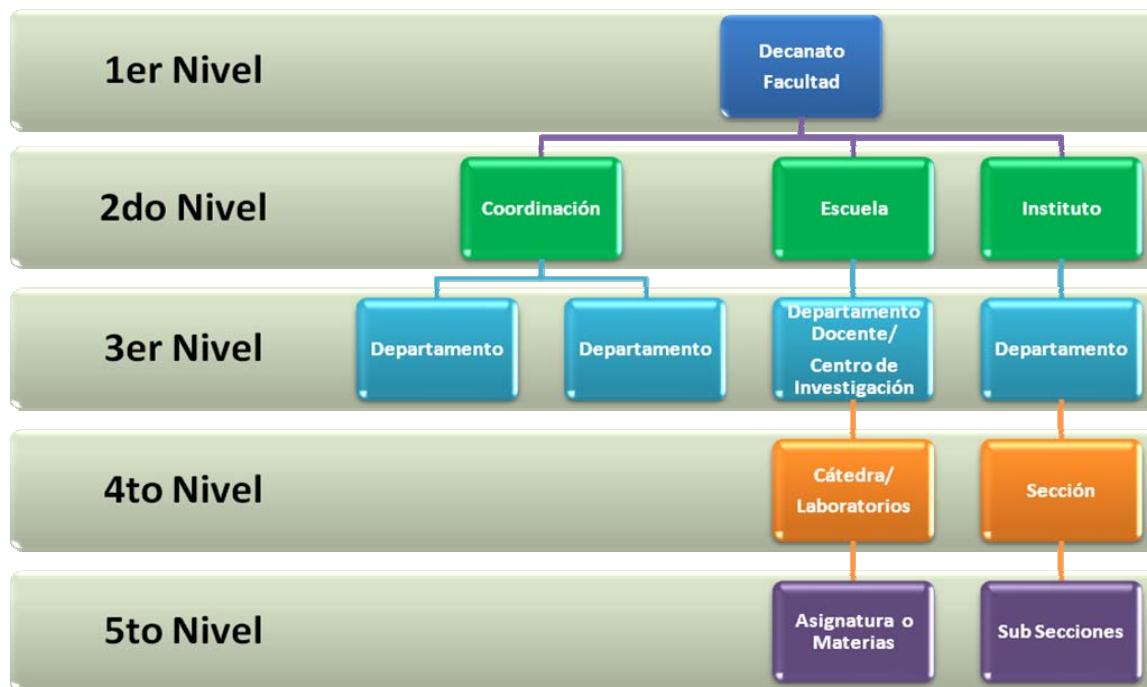 1er Nivel
Decanato
Facultad
2do Nivel
Coordinación
Escuela
Instituto
3er Nivel
Departamento
Departamento
Departamento
Docente/
Centro de
Investigación
Departamento
4to Nivel
Cátedra/
Laboratorios
Sección
5to Nivel
Asignatura o
Materias
Sub Secciones